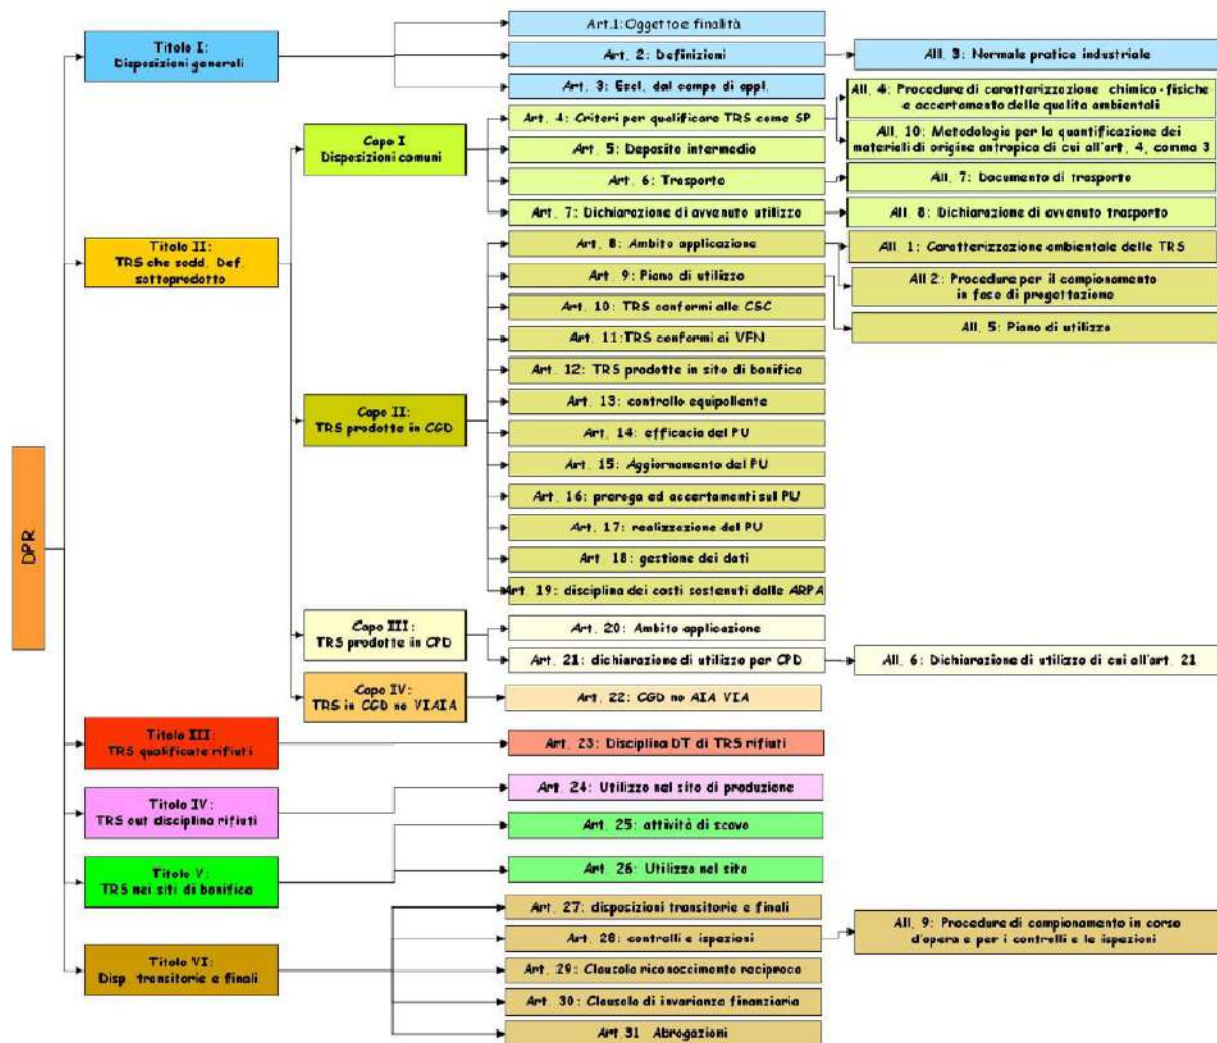 DPR
Titolo I:
Disposizioni generali
Art.1:Oggetto e finalità
Art. 2: Definizioni
All. 3: Normale pratica industriale
Art. 3: Escl. dal campo di appl.
Titolo II:
TRS che sodd. Def.
sottoprodotto
Capo I
Disposizioni comuni
Art. 4: Criteri per qualificare TRS come SP
All. 4: Procedure di caratterizzazione chimico-fisiche
e accertamento delle qualita ambientali
All. 10: Metodologie per la quantificazione dei
materiali di origine antropica di cui all'art. 4, comma 3
Art. 5: Deposito intermedio
Art. 6: Trasporto
All. 7: Documento di trasporto
Art. 7: Dichiarazione di avvenuto utilizzo
All. 8: Dichiarazione di avvenuto trasporto
Capo II:
TRS prodotte in CGD
Art. 8: Ambito applicazione
All. 1: Caratterizzazione ambientale delle TRS
All 2: Procedure per il campionamento
in fase di progettazione
Art. 9: Piano di utilizzo
All. 5: Piano di utilizzo
Art. 10: TRS conformi alle CSC
Art. 11:TRS conformi ai VFN
Art. 12: TRS prodotte in sito di bonifica
Art. 13: controllo equipollente
Art. 14: efficacia del PU
Art. 15: Aggiornamento del PU
Art. 16: proroga ed accertamenti sul PU
Art. 17: realizzazione del PU
Art. 18: gestione dei dati
Art. 19: disciplina dei costi sostenuti dalle ARPA
Capo III:
TRS prodotte in CPD
Art. 20: Ambito applicazione
Art. 21: dichiarazione di utilizzo per CPD
All. 6: Dichiarazione di utilizzo di cui all'art. 21
Capo IV:
TRS in CGD no VIAIA
Art. 22: CGD no AIA VIA
Titolo III:
TRS qualificate rifiuti
Art. 23: Disciplina DT di TRS rifiuti
Titolo IV:
TRS out disciplina rifiuti
Art. 24: Utilizzo nel sito di produzione
Titolo V:
TRS nei siti di bonifica
Art. 25: attività di scavo
Art. 26: Utilizzo nel sito
Titolo VI:
Disp. transitorie e finali
Art. 27: disposizioni transitorie e finali
Art. 28: controlli e ispezioni
All. 9: Procedure di campionamento in corso
d'opera e per i controlli e le ispezioni
Art. 29: Clausola riconoscimento reciproco
Art. 30: Clausola di invarianza finanziaria
Art.31 Abrogazioni